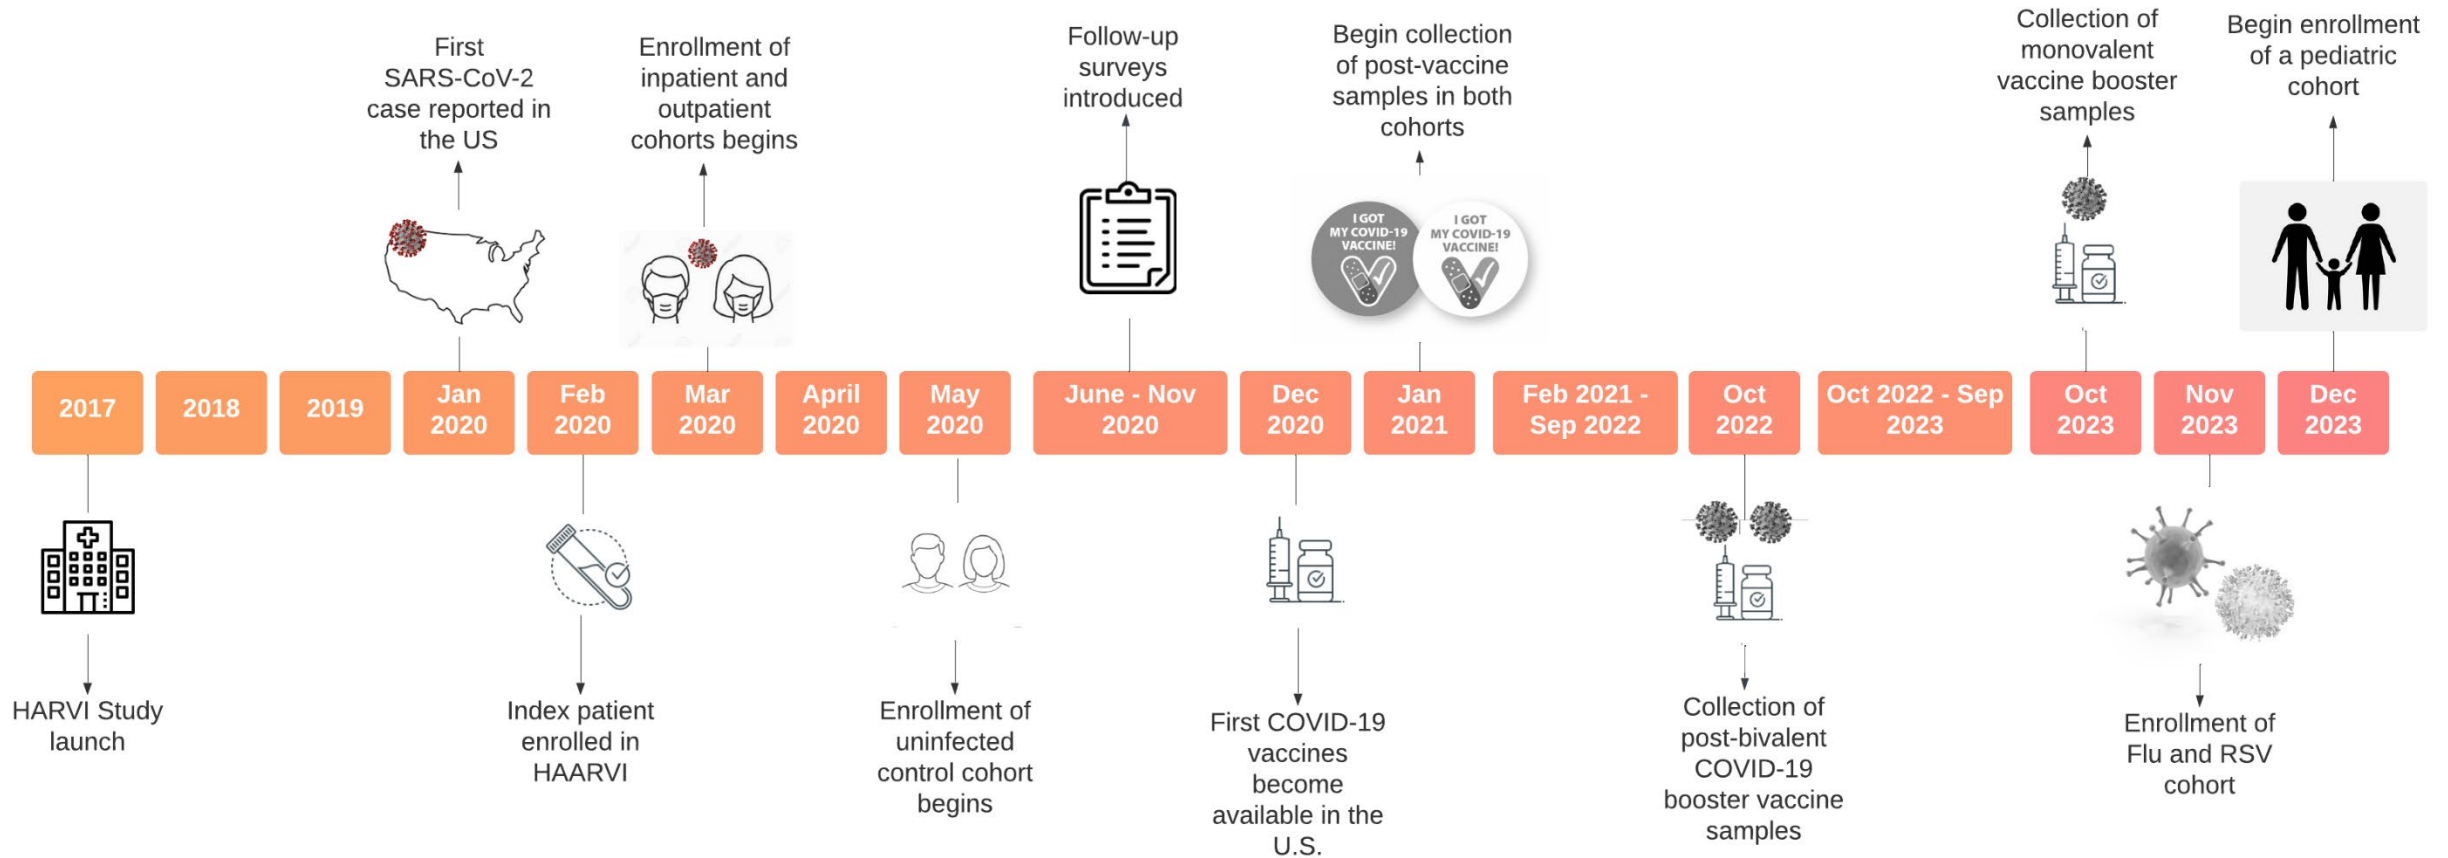 First
SARS-CoV-2
case reported in
the US
Enrollment of
inpatient and
outpatient
cohorts begins
Follow-up
surveys
introduced
Begin collection
of post-vaccine
samples in both
cohorts
Collection of
monovalent
vaccine booster
samples
Begin enrollment
of a pediatric
cohort
I GOT
MY COVID-19
VACCINE!
I GOT
MY COVID-19
VACCINE!
2017
2018
2019
Jan
2020
Feb
2020
Mar
2020
April
2020
May
2020
June - Nov
2020
Dec
2020
Jan
2021
Feb 2021 -
Sep 2022
Oct
2022
Oct 2022 - Sep
2023
Oct
2023
Nov
2023
Dec
2023
HARVI Study
launch
Index patient
enrolled in
HAARVI
Enrollment of
uninfected
control cohort
begins
First COVID-19
vaccines
become
available in the
U.S.
Collection of
post-bivalent
COVID-19
booster vaccine
samples
Enrollment of
Flu and RSV
cohort